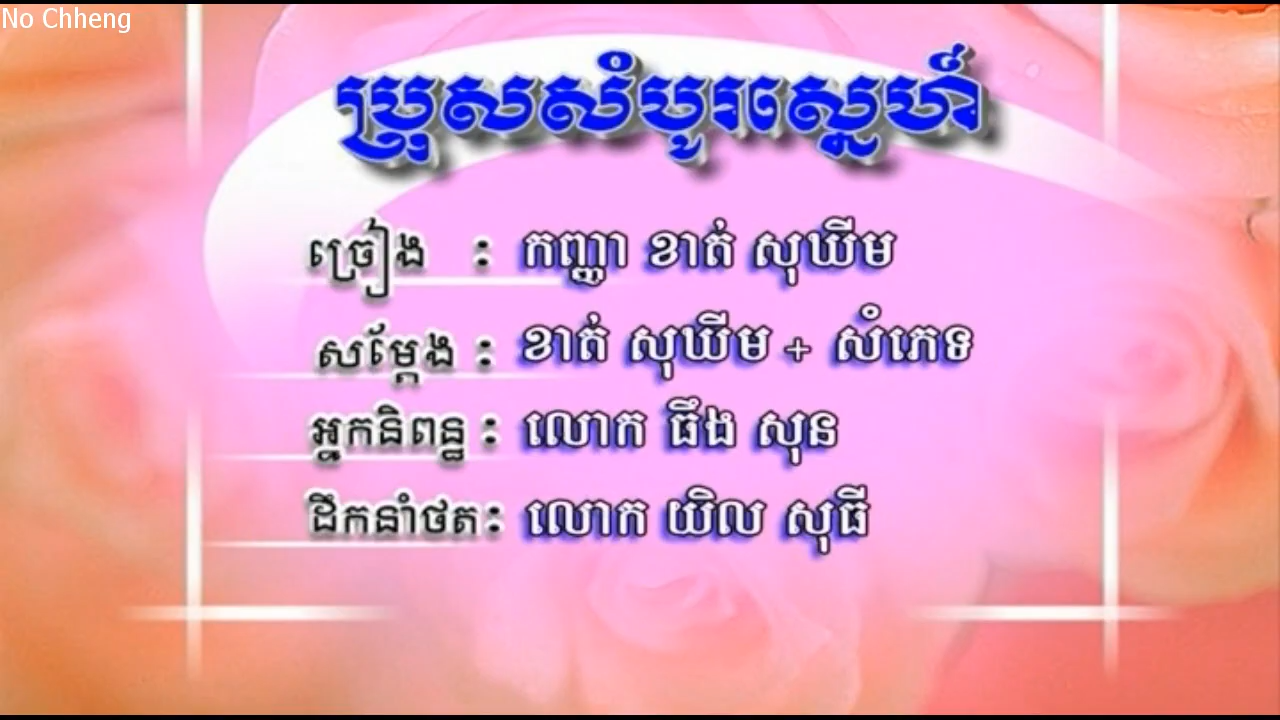 No Chheng
ប្រុសសំបូរស្នេហ៍
ច្រៀង : កញ្ញា ខាត់ សុឃីម
សម្ដែង : ខាត់ សុឃីម + សំភេទ
អ្នកនិពន្ធ : លោក ធឹង សុន
ដឹកនាំថត : លោក យិល សុធី